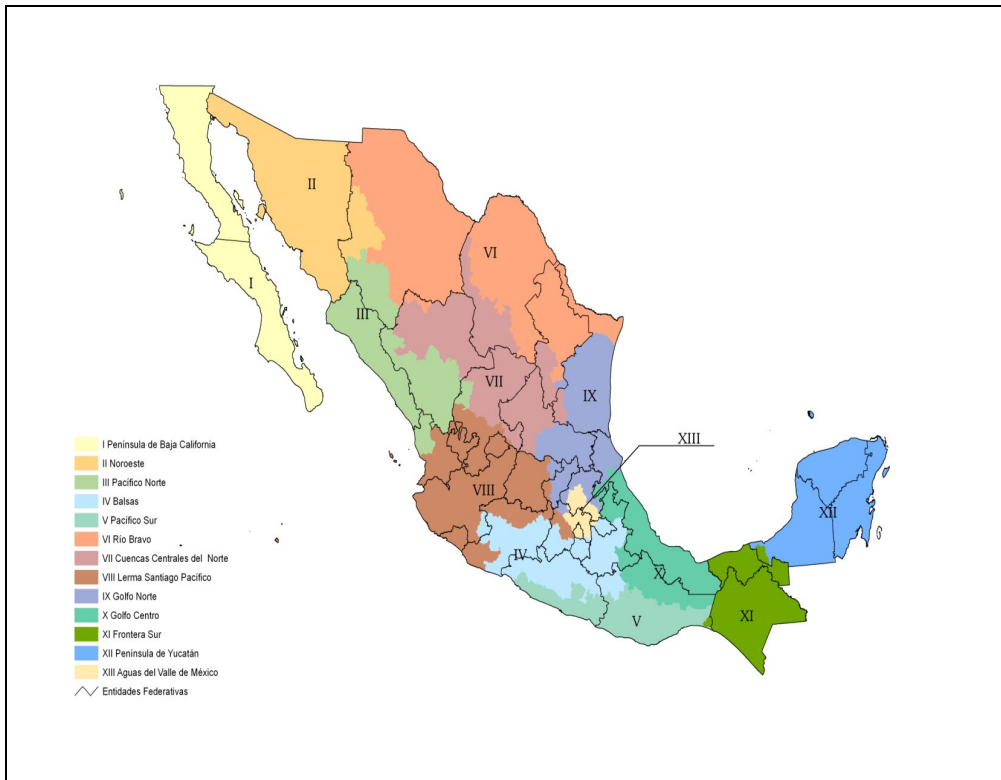 II
VI
I
III
VII
IX
XIII
VIII
XII
IV
X
XI
V
I Península de Baja California
II Noroeste
III Pacífico Norte
IV Balsas
V Pacífico Sur
VI Río Bravo
VII Cuencas Centrales del Norte
VIII Lerma Santiago Pacífico
IX Golfo Norte
X Golfo Centro
XI Frontera Sur
XII Península de Yucatán
XIII Aguas del Valle de México
Entidades Federativas